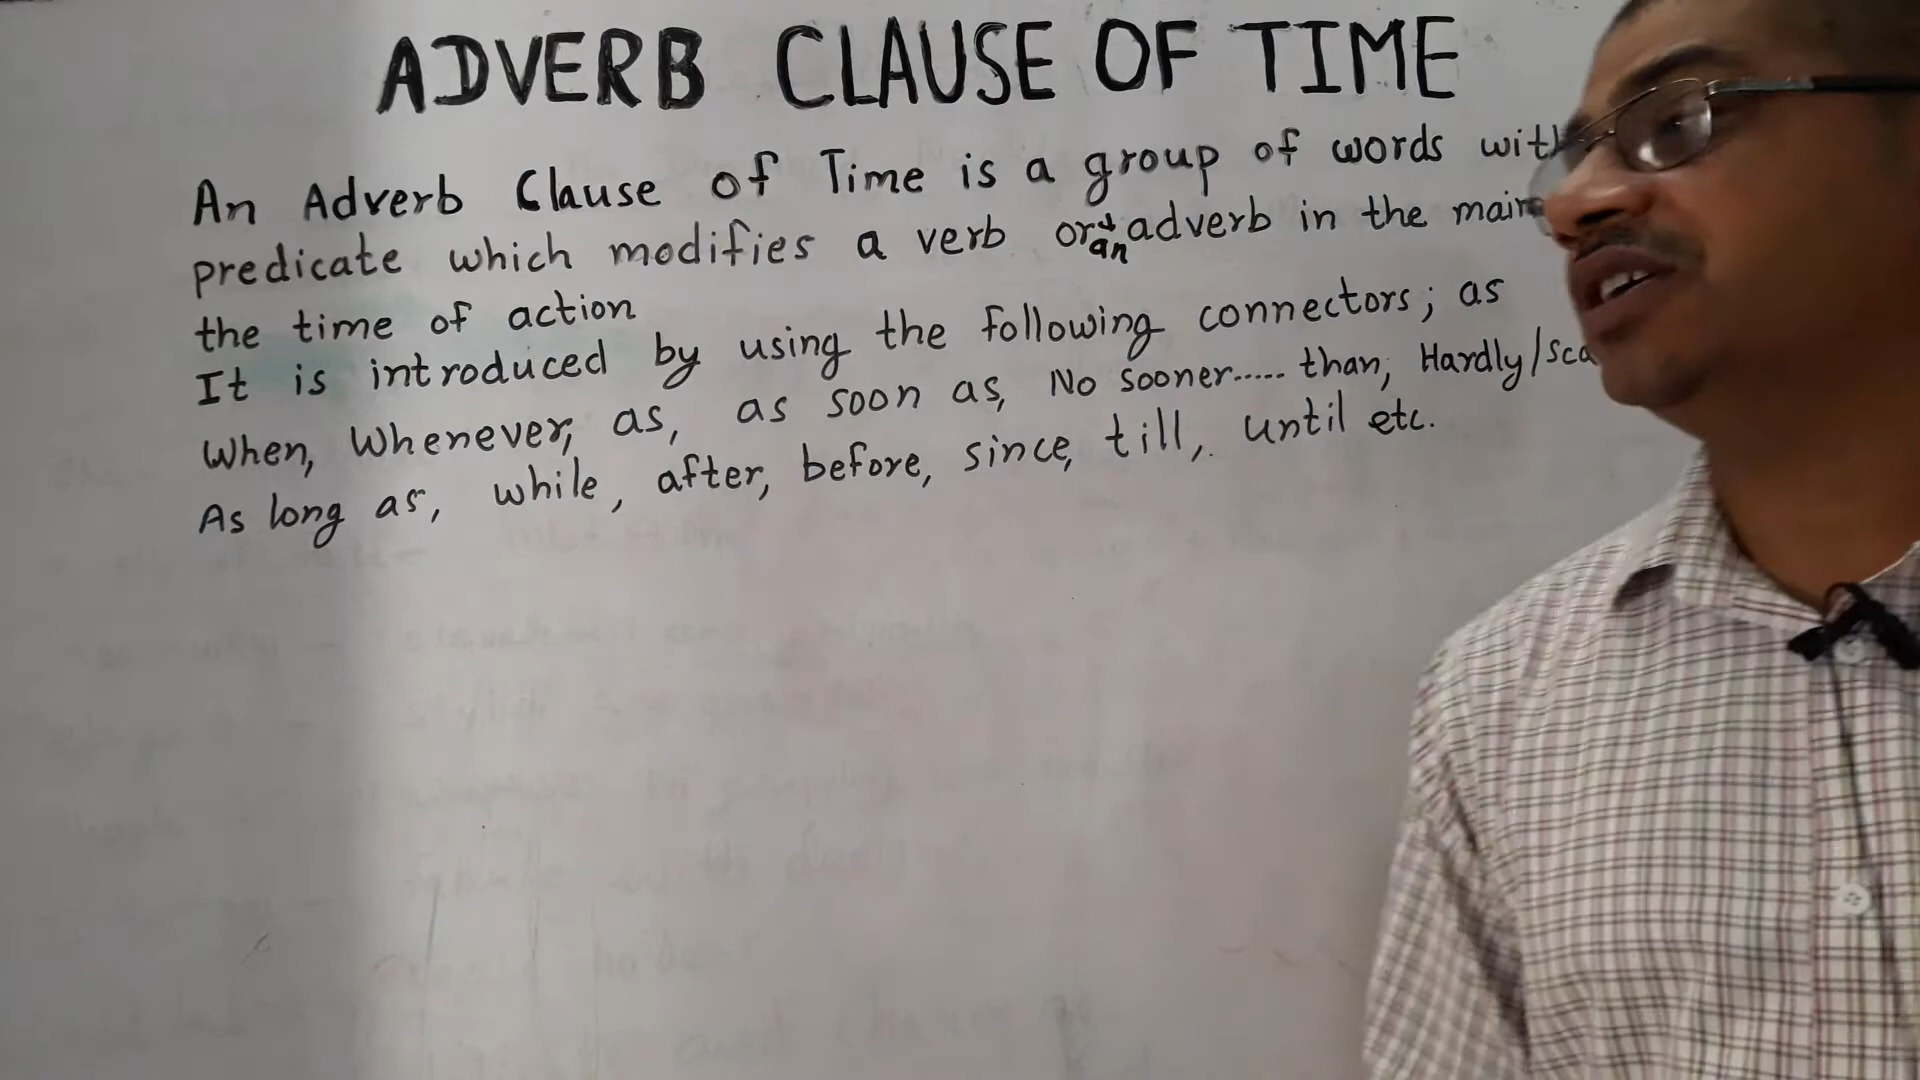 ADVERB CLAUSE OF TIME
An Adverb Clause of Time is a group of words with
predicate which modifies a verb or an adverb in the main
the time of action
It is introduced by using the following connectors; as
When, Whenever, as, as soon as, No sooner..... than, Hardly/
As long as, while, after, before, since, till, until etc.